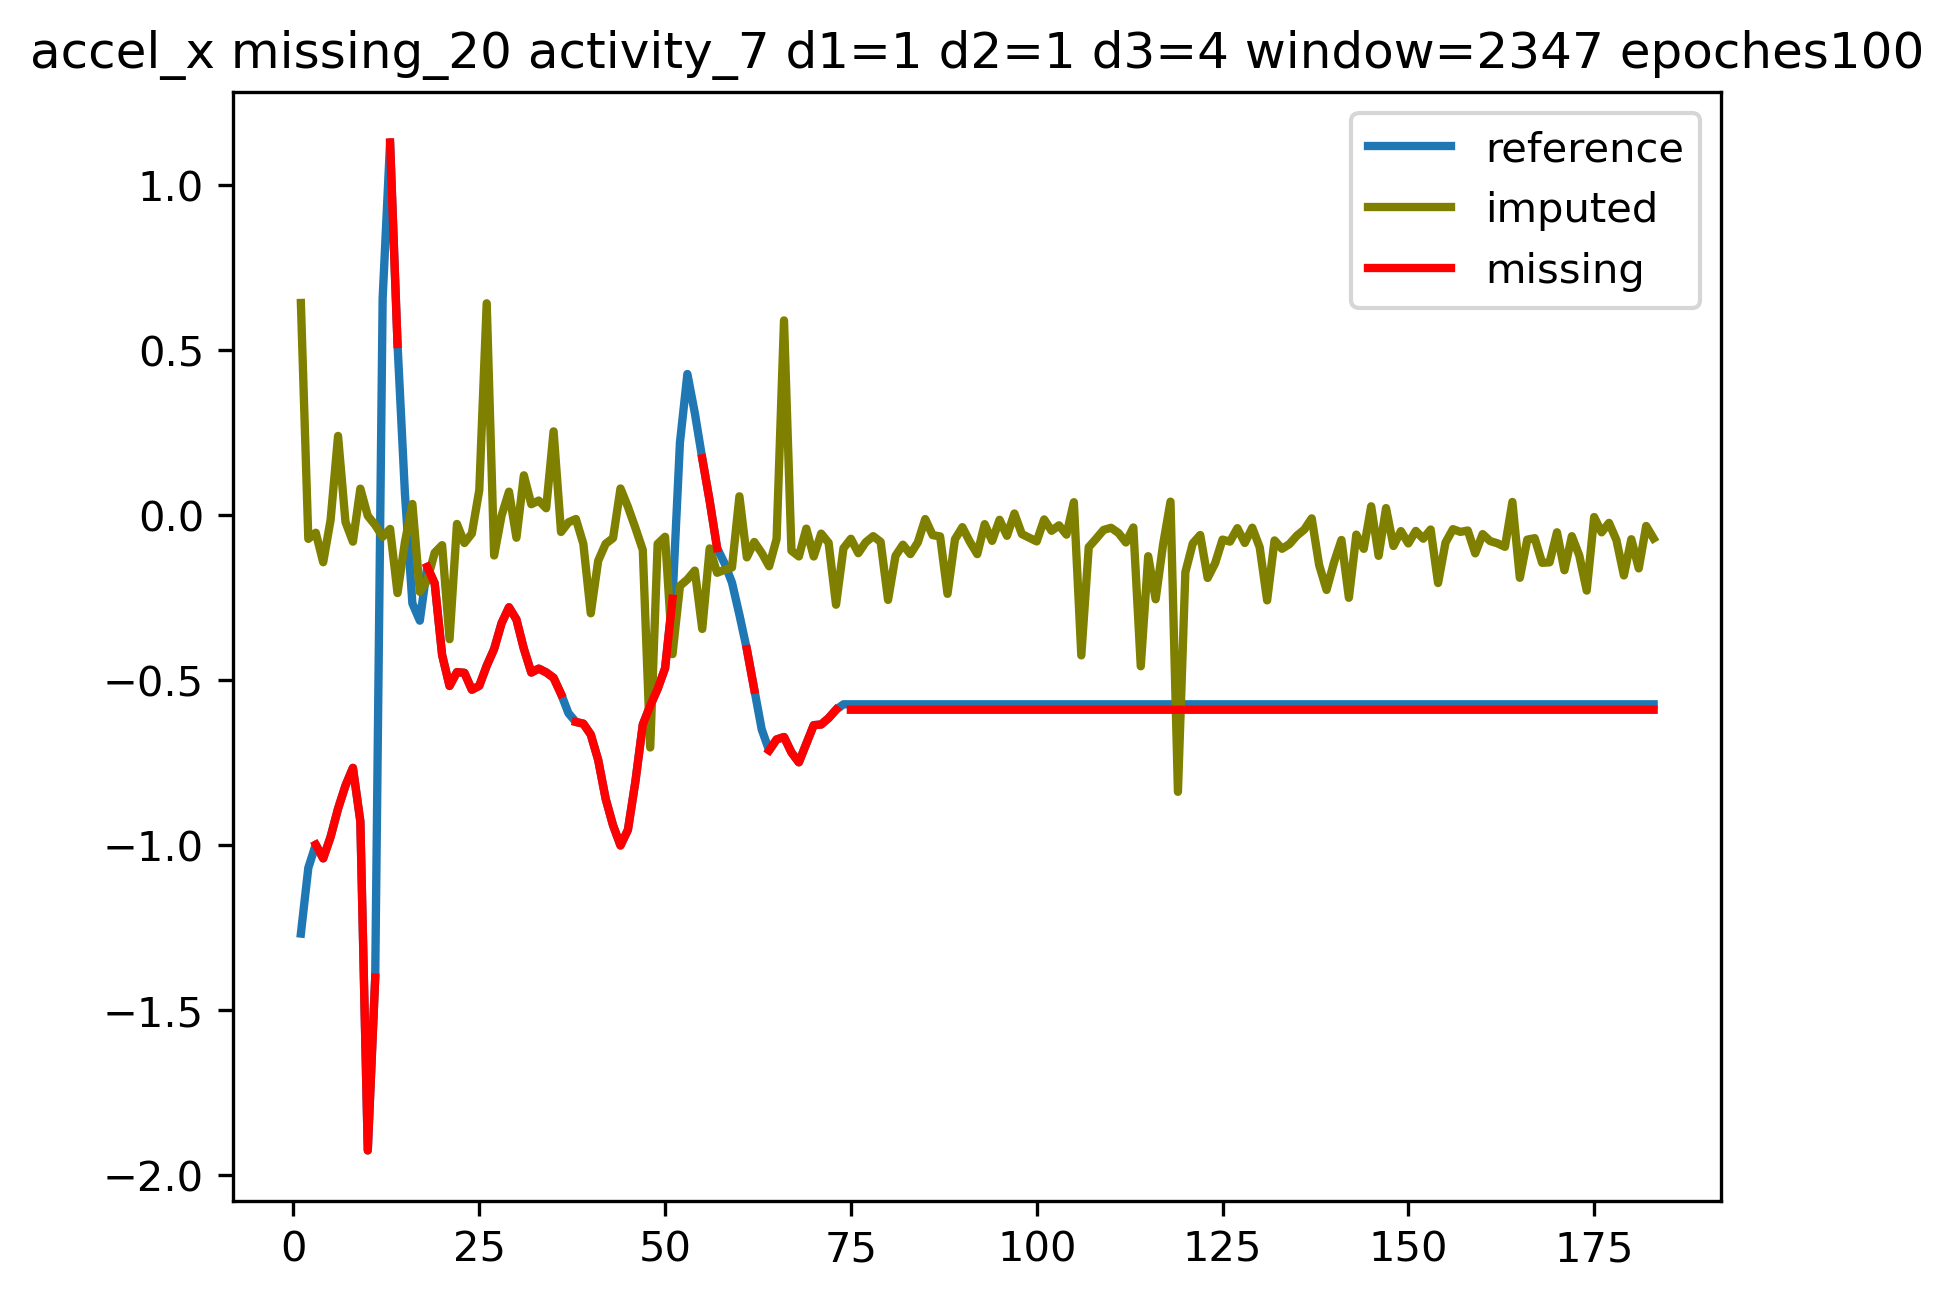 accel_x missing_20 activity_7 d1=1 d2=1 d3=4 window=2347 epoches100
reference
imputed
missing
1.0
0.5
0.0
−0.5
−1.0
−1.5
−2.0
0 25 50 75 100 125 150 175